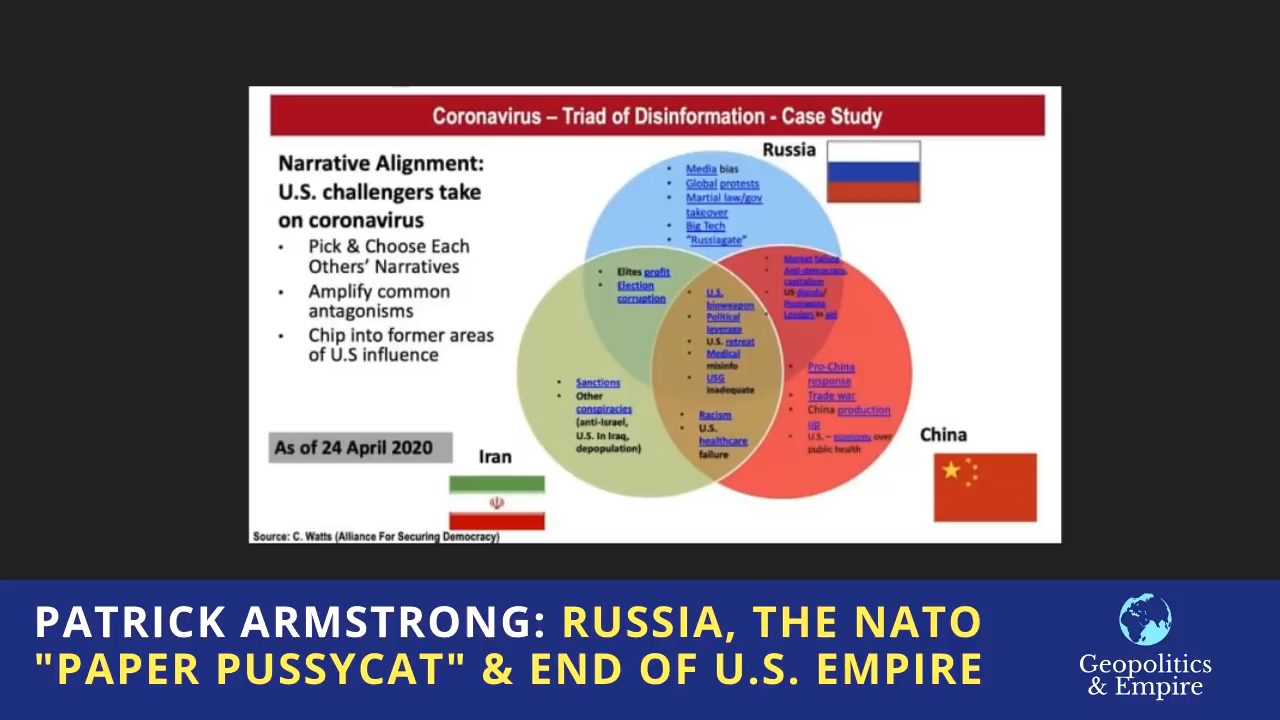 Coronavirus – Triad of Disinformation - Case Study
Narrative Alignment:
U.S. challengers take
on coronavirus
• Pick & Choose Each
Others' Narratives
• Amplify common
antagonisms
• Chip into former areas
of U.S influence
As of 24 April 2020
Russia
• Media bias
• Global protests
• Martial law/gov
takeover
• Big Tech
• "Russiagate"
• Elites profit
• Election
corruption
• Market failure
• Anti-democracy,
capitalism
• US disinfo/
Russiagate
• Leaders in aid
• U.S.
bioweapon
• Political
leverage
• U.S. retreat
• Medical
misinfo
• USG
inadequate
• Sanctions
• Other
conspiracies
(anti-Israel,
U.S. In Iraq,
depopulation)
• Racism
• U.S.
healthcare
failure
• Pro-China
response
• Trade war
• China production
up
• U.S. – economy over
public health
Iran
China
Source: C. Watts (Alliance For Securing Democracy)
PATRICK ARMSTRONG: RUSSIA, THE NATO
"PAPER PUSSYCAT" & END OF U.S. EMPIRE
Geopolitics
& Empire